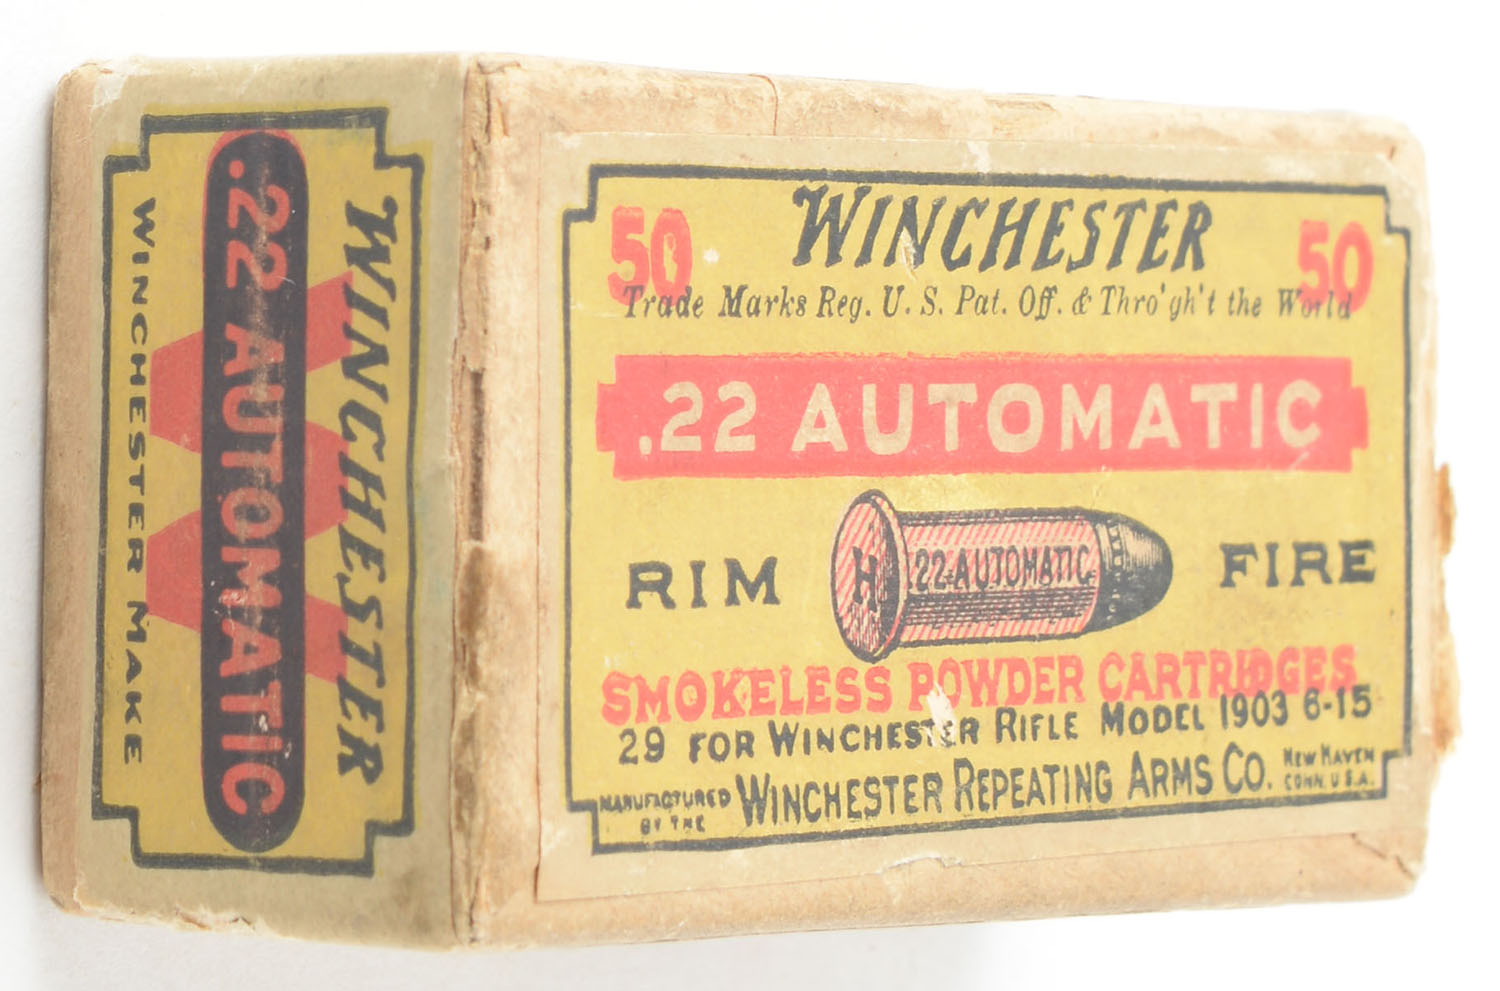 WINCHESTER
.22 AUTOMATIC
WINCHESTER MAKE
50 WINCHESTER 50
Trade Marks Reg. U. S. Pat. Off. & Thro'gh't the World
.22 AUTOMATIC
RIM FIRE
H
.22 AUTOMATIC
SMOKELESS POWDER CARTRIDGES
29 FOR WINCHESTER RIFLE MODEL 1903 6-15
MANUFACTURED BY THE WINCHESTER REPEATING ARMS CO. NEW HAVEN CONN. U.S.A.